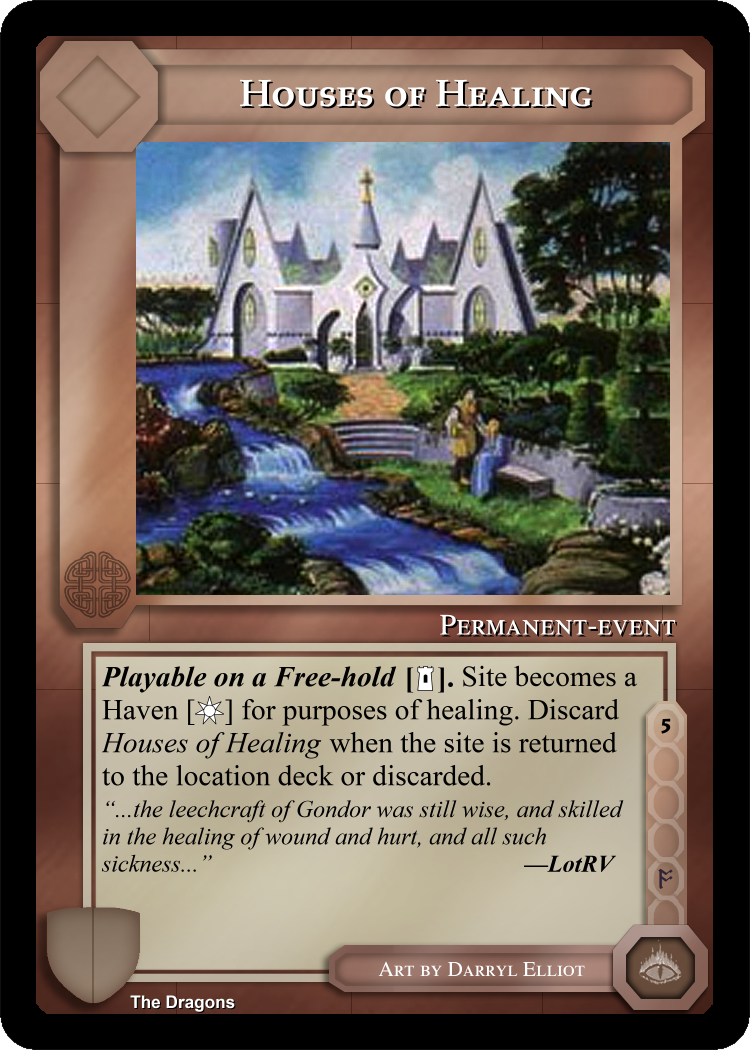 Houses of Healing
Permanent-event
Playable on a Free-hold []. Site becomes a
Haven [] for purposes of healing. Discard
Houses of Healing when the site is returned
to the location deck or discarded.
“...the leechcraft of Gondor was still wise, and skilled
in the healing of wound and hurt, and all such
sickness...” —LotRV
5
Art by Darryl Elliot
The Dragons